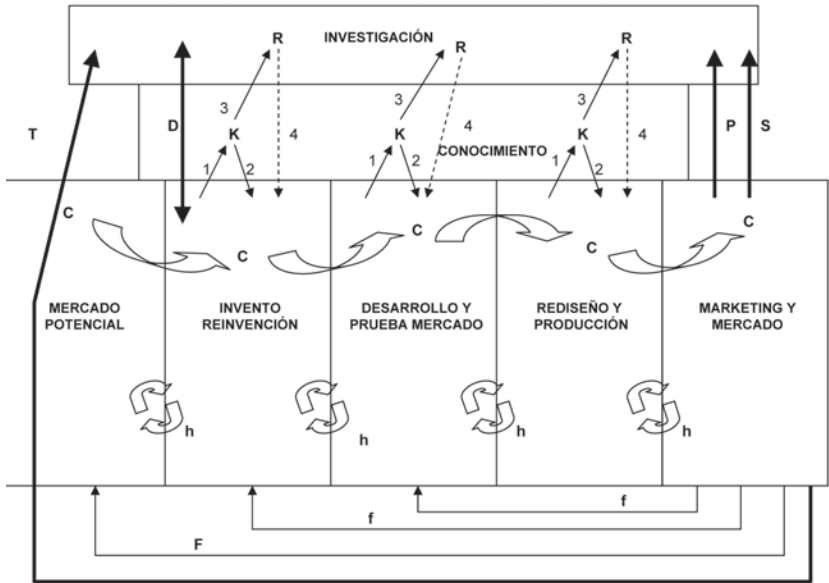 R
INVESTIGACIÓN
R
R
3
3
3
T
D
K
4
K
4
K
4
P
S
1
2
1
2
CONOCIMIENTO
1
2
C
C
C
C
C
MERCADO
POTENCIAL
INVENTO
REINVENCIÓN
DESARROLLO Y
PRUEBA MERCADO
REDISEÑO Y
PRODUCCIÓN
MARKETING Y
MERCADO
h
h
h
h
f
f
F